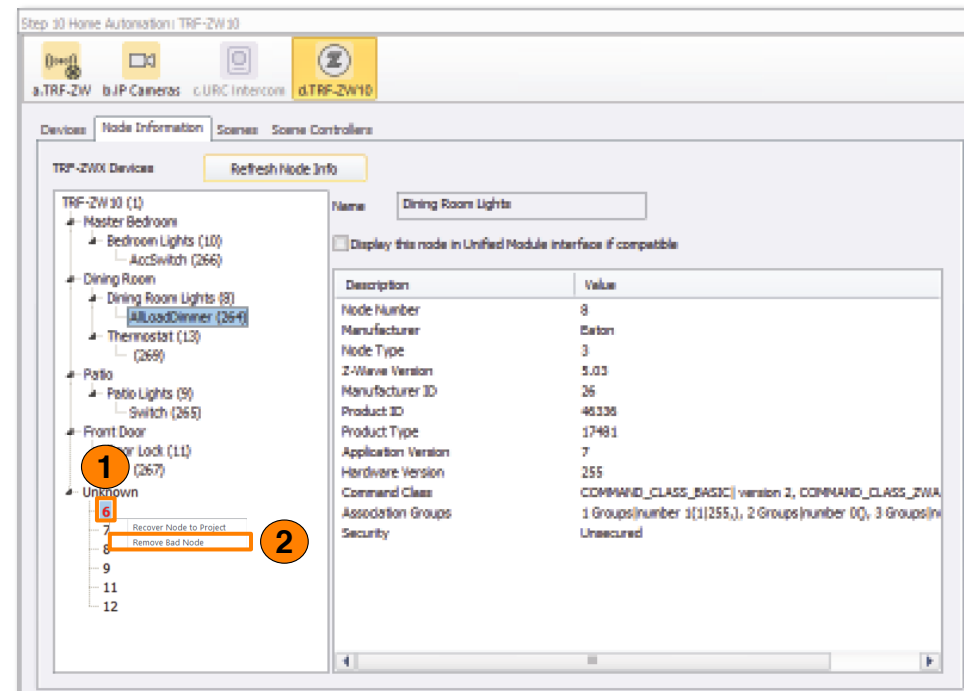 Step 10 Home Automation: TRF-ZW10
a.TRF-ZW b.IP Cameras c.URC Intercom d.TRF-ZW10
Devices Node Information Scenes Scene Controllers
TRF-ZWX Devices Refresh Node Info
TRF-ZW10 (1)
Master Bedroom
Bedroom Lights (10)
AccSwitch (266)
Dining Room
Dining Room Lights (8)
AllLoadDimmer (264)
Thermostat (13)
(269)
Patio
Patio Lights (9)
Switch (265)
Front Door
Lock (11)
(267)
Unknown
6
7
8
9
11
12
1
Recover Node to Project
Remove Bad Node
2
Name Dining Room Lights
Display this node in Unified Module interface if compatible
Description Value
Node Number 8
Manufacturer Eaton
Node Type 3
Z-Wave Version 5.03
Manufacturer ID 26
Product ID 46336
Product Type 17481
Application Version 7
Hardware Version 255
Command Class COMMAND_CLASS_BASIC| version 2, COMMAND_CLASS_ZWA
Association Groups 1 Groups|number 1(1|255,), 2 Groups|number 0(), 3 Groups|
Security Unsecured